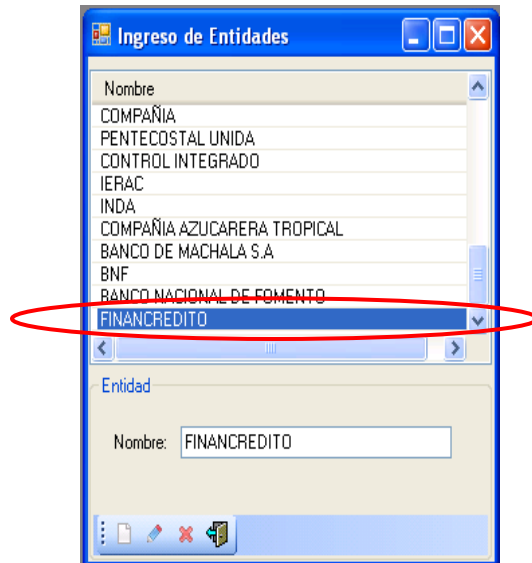 Ingreso de Entidades
Nombre
COMPAÑIA
PENTECOSTAL UNIDA
CONTROL INTEGRADO
IERAC
INDA
COMPAÑIA AZUCARERA TROPICAL
BANCO DE MACHALA S.A
BNF
BANCO NACIONAL DE FOMENTO
FINANCREDITO
Entidad
Nombre: FINANCREDITO